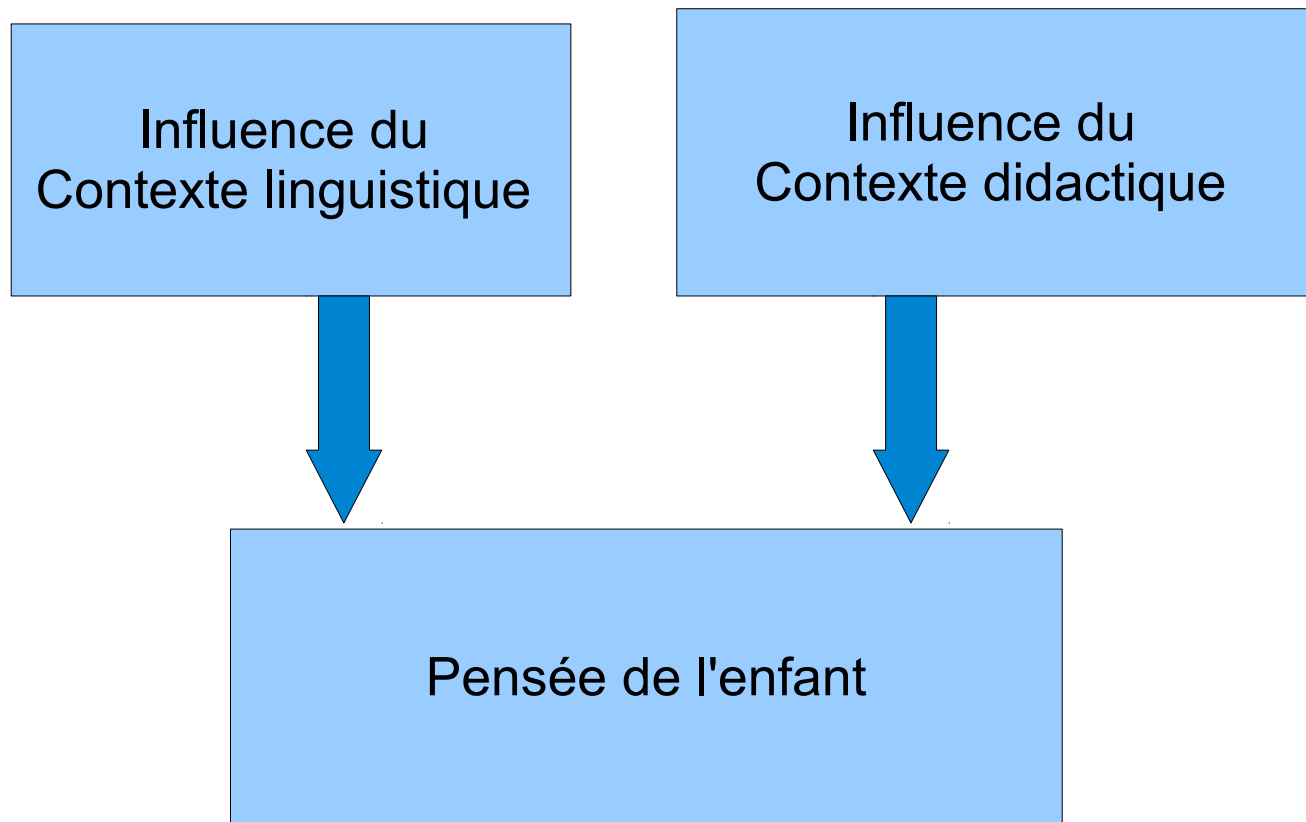 Influence du
Contexte linguistique
Influence du
Contexte didactique
Pensée de l'enfant